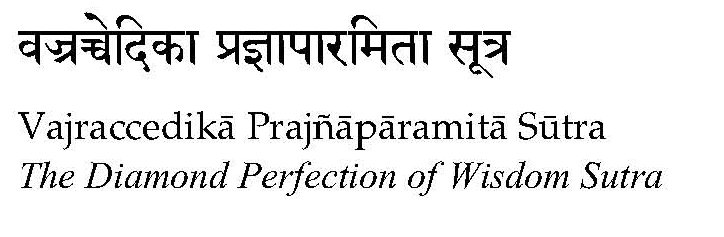 वज्रच्चेदिका प्रज्ञापारमिता सूत्र
Vajraccedikā Prajñāpāramitā Sūtra
The Diamond Perfection of Wisdom Sutra